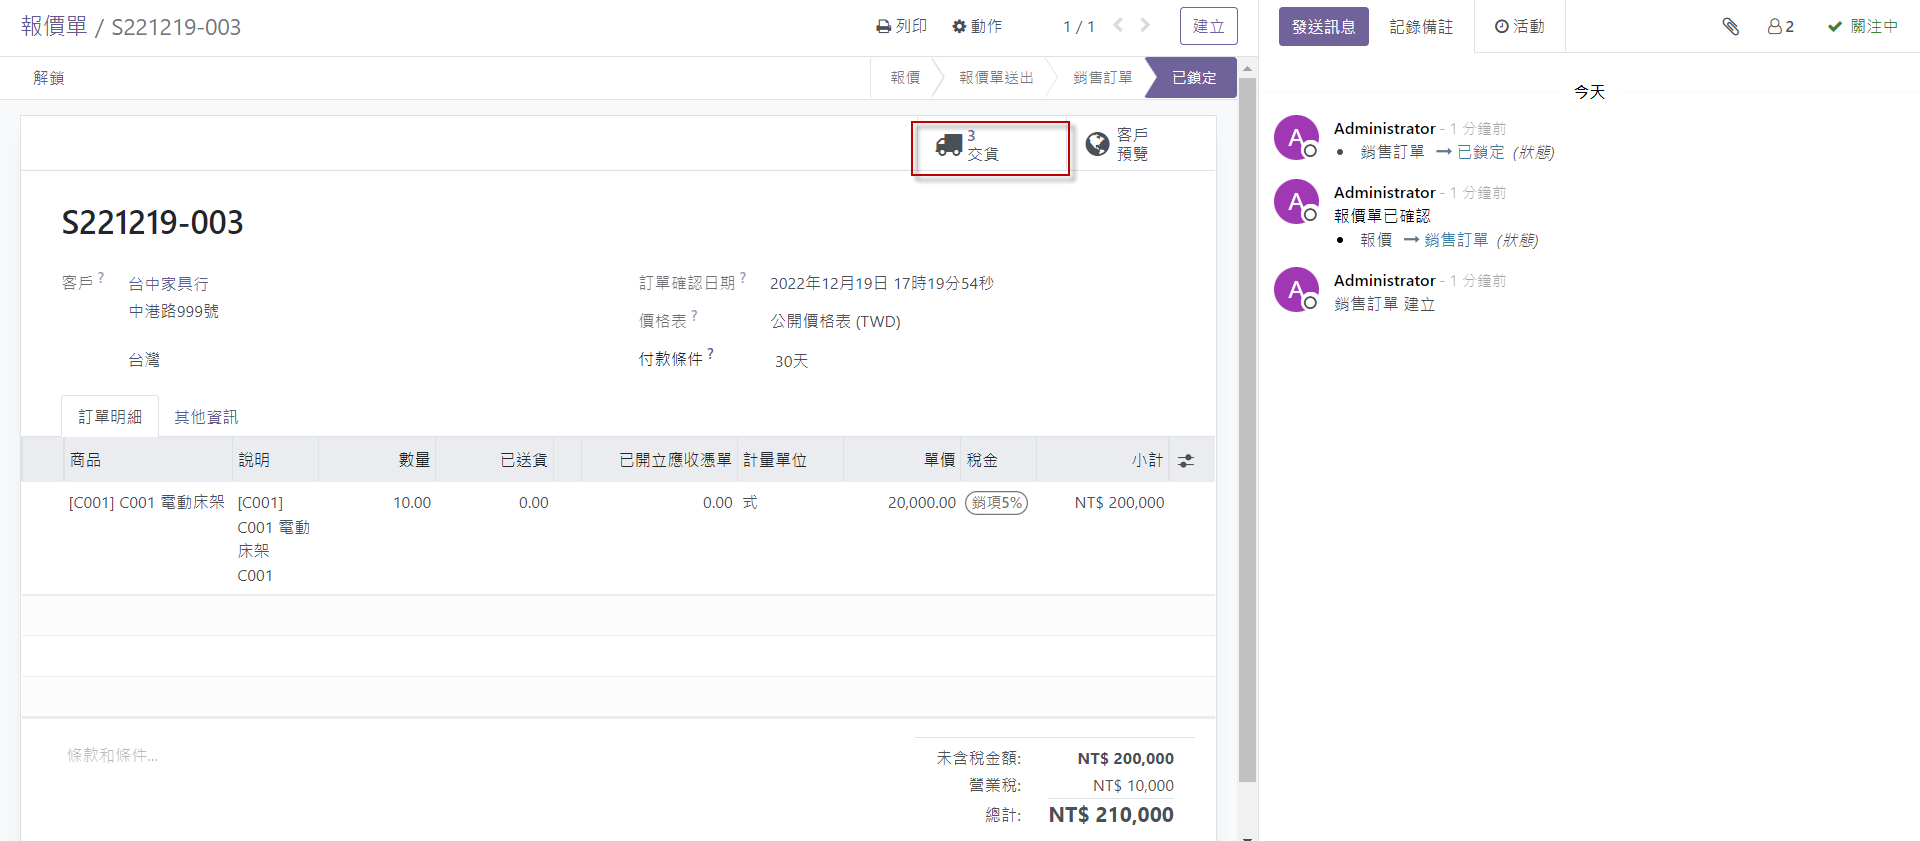 報價單 / S221219-003
列印
動作
1 / 1
建立
解鎖
報價
報價單送出
銷售訂單
已鎖定
3
交貨
客戶
預覽
S221219-003
客戶 ?
台中家具行
中港路999號
台灣
訂單確認日期 ?
2022年12月19日 17時19分54秒
價格表 ?
公開價格表 (TWD)
付款條件 ?
30天
訂單明細
其他資訊
商品 說明 數量 已送貨 已開立應收憑單 計量單位 單價 稅金 小計
[C001] C001 電動床架 [C001] 10.00 0.00 0.00 式 20,000.00 銷項5% NT$ 200,000
C001 電動
床架
C001
條款和條件...
未含稅金額: NT$ 200,000
營業稅: NT$ 10,000
總計: NT$ 210,000
發送訊息
記錄備註
活動
2
關注中
今天
A
Administrator - 1 分鐘前
銷售訂單 → 已鎖定 (狀態)
A
Administrator - 1 分鐘前
報價單已確認
報價 → 銷售訂單 (狀態)
A
Administrator - 1 分鐘前
銷售訂單 建立